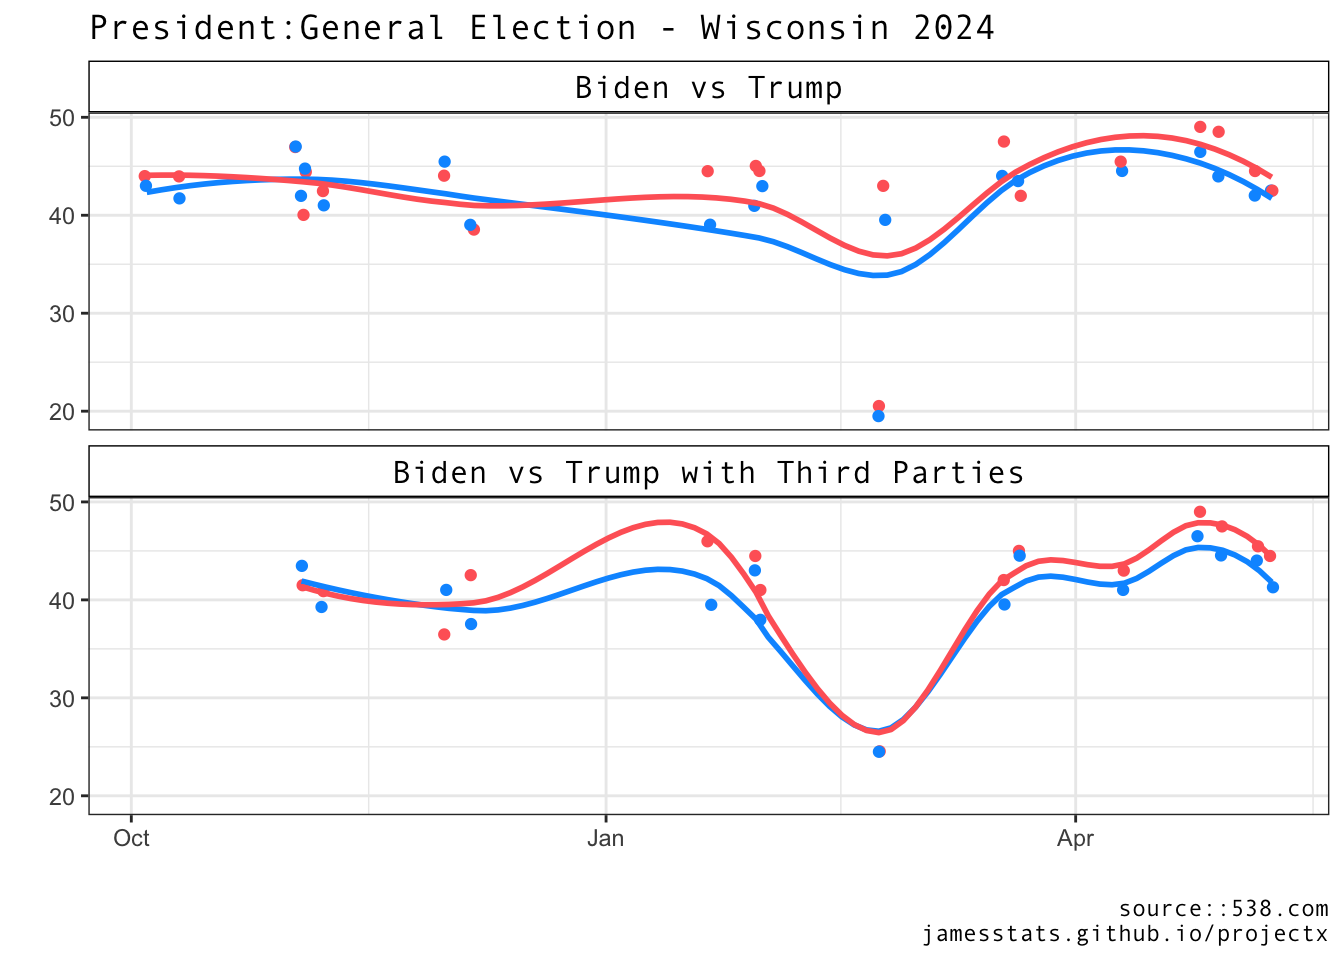 President:General Election - Wisconsin 2024
Biden vs Trump
50
40
30
20
Biden vs Trump with Third Parties
50
40
30
20
Oct Jan Apr
source::538.com
jamesstats.github.io/projectx